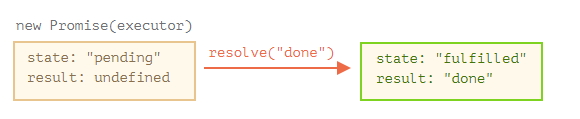 new Promise(executor)
state: "pending"
result: undefined
resolve("done")
state: "fulfilled"
result: "done"